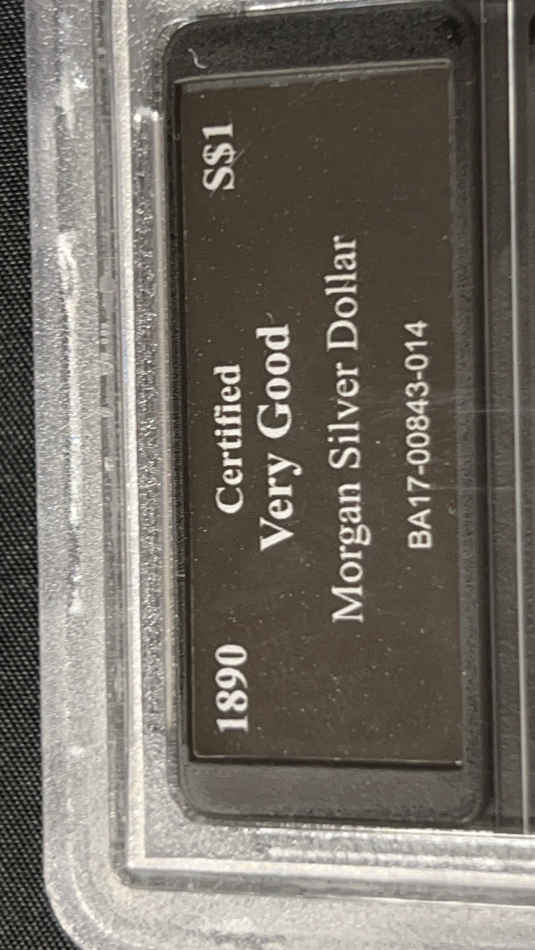 1890 Certified S$1
Very Good
Morgan Silver Dollar
BA17-00843-014